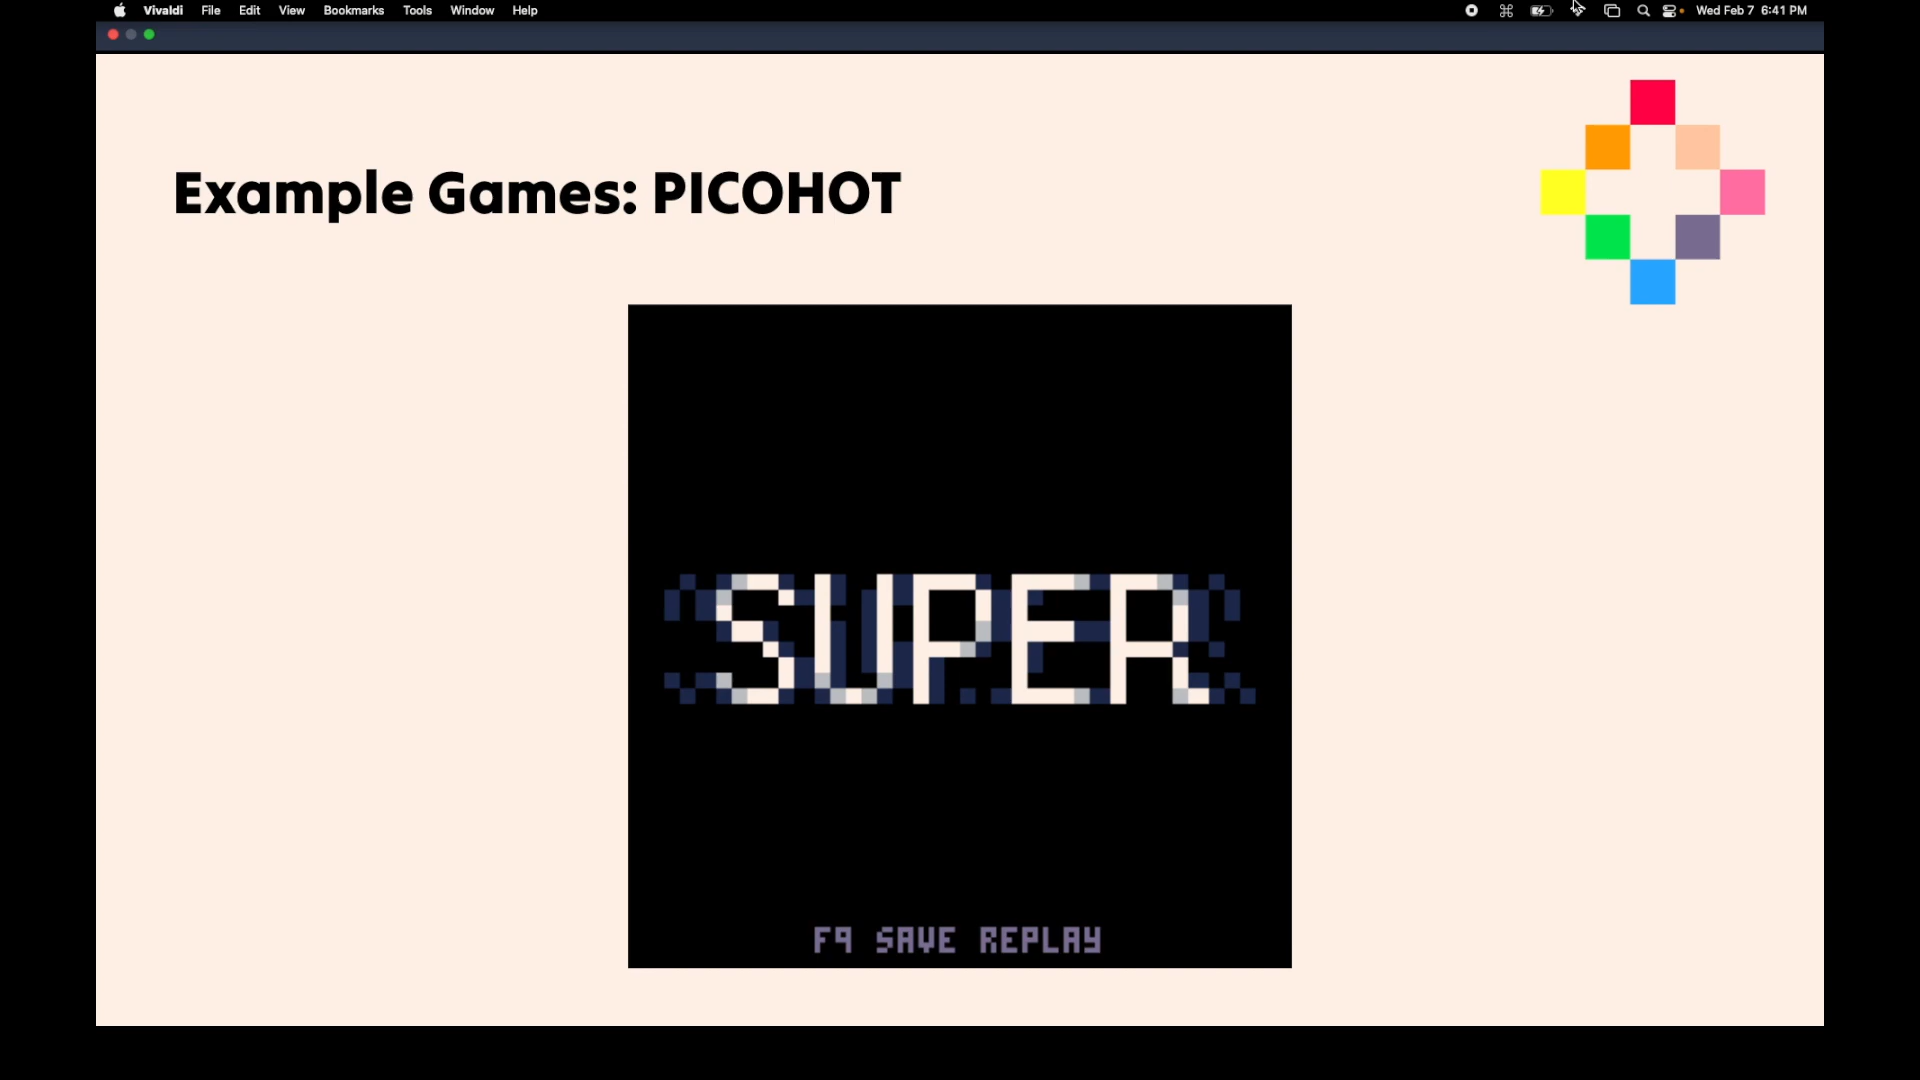 Vivaldi File Edit View Bookmarks Tools Window Help Wed Feb 7 6:41 PM
Example Games: PICOHOT
SUPER
F9 SAVE REPLAY